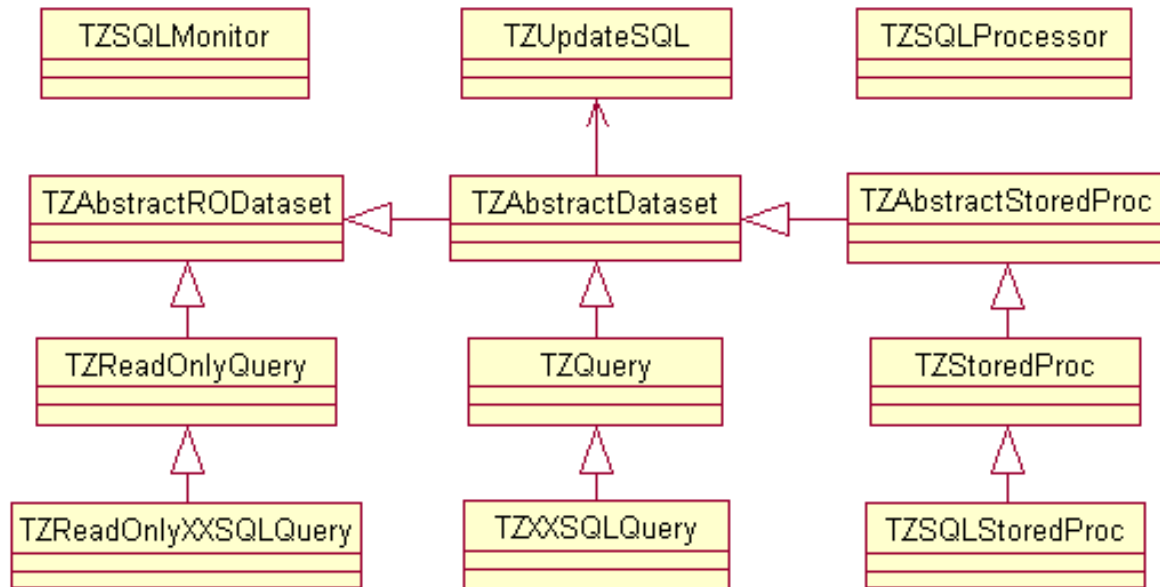 TZSQLMonitor
TZUpdateSQL
TZSQLProcessor
TZAbstractRODataset
TZAbstractDataset
TZAbstractStoredProc
TZReadOnlyQuery
TZQuery
TZStoredProc
TZReadOnlyXXSQLQuery
TZXXSQLQuery
TZSQLStoredProc